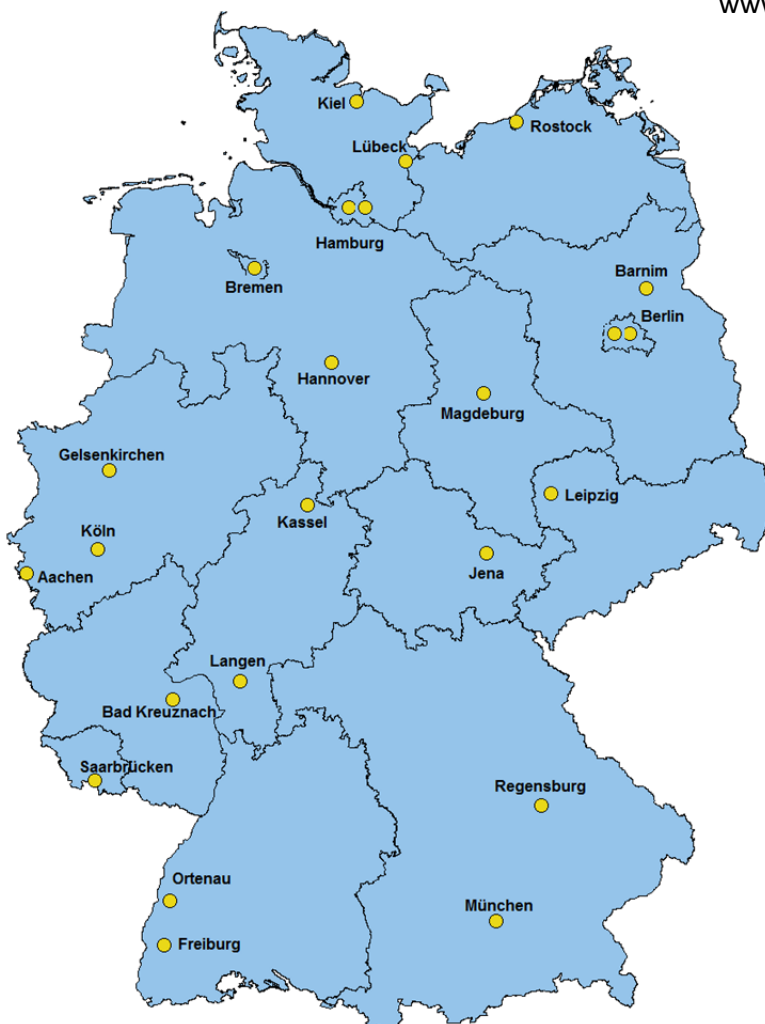 www
Kiel
Rostock
Lübeck
Hamburg
Barnim
Bremen
Berlin
Hannover
Magdeburg
Gelsenkirchen
Leipzig
Kassel
Köln
Jena
Aachen
Langen
Bad Kreuznach
Saarbrücken
Regensburg
Ortenau
München
Freiburg